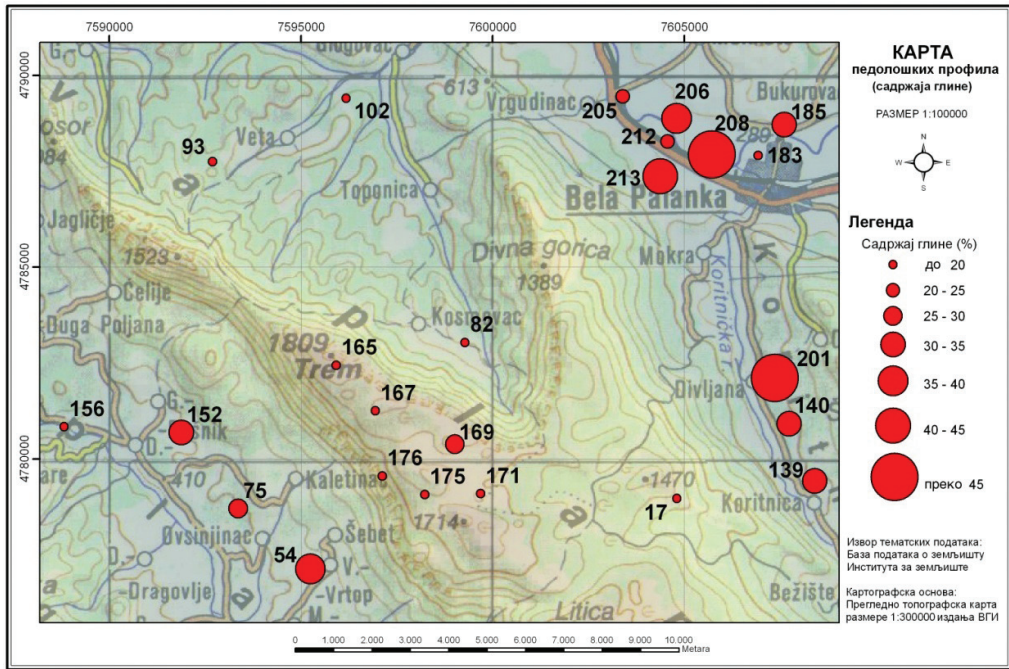 7590000
7595000
7600000
7605000
4790000
4785000
4780000
Vrgudinac
613
Bukurova
Veta
Toponica
Jagličje
1523
Čelije
Duga Poljana
Kosmovac
Divna gorica
1389
Bela Palanka
Mokra
Koritnička r.
1809
Trem
Divljana
G.-
D.-
Kaletinac
410
Ovsinjinac
Šebet
V.-
Vrtop
D.-
-Dragovlje
1714
1470
Koritnica
Bežište
Litica
93
102
205
206
212
208
213
185
183
82
165
167
169
156
152
176
175
171
17
75
54
201
140
139
КАРТА
педолошких профила
(садржаја глине)
РАЗМЕР 1:100000
N
W
E
S
Легенда
Садржај глине (%)
до 20
20 - 25
25 - 30
30 - 35
35 - 40
40 - 45
преко 45
Извор тематских података:
База података о земљишту
Института за земљиште
Картографска основа:
Прегледно топографска карта
размере 1:300000 издања ВГИ
0 1.000 2.000 3.000 4.000 5.000 6.000 7.000 8.000 9.000 10.000
Metara